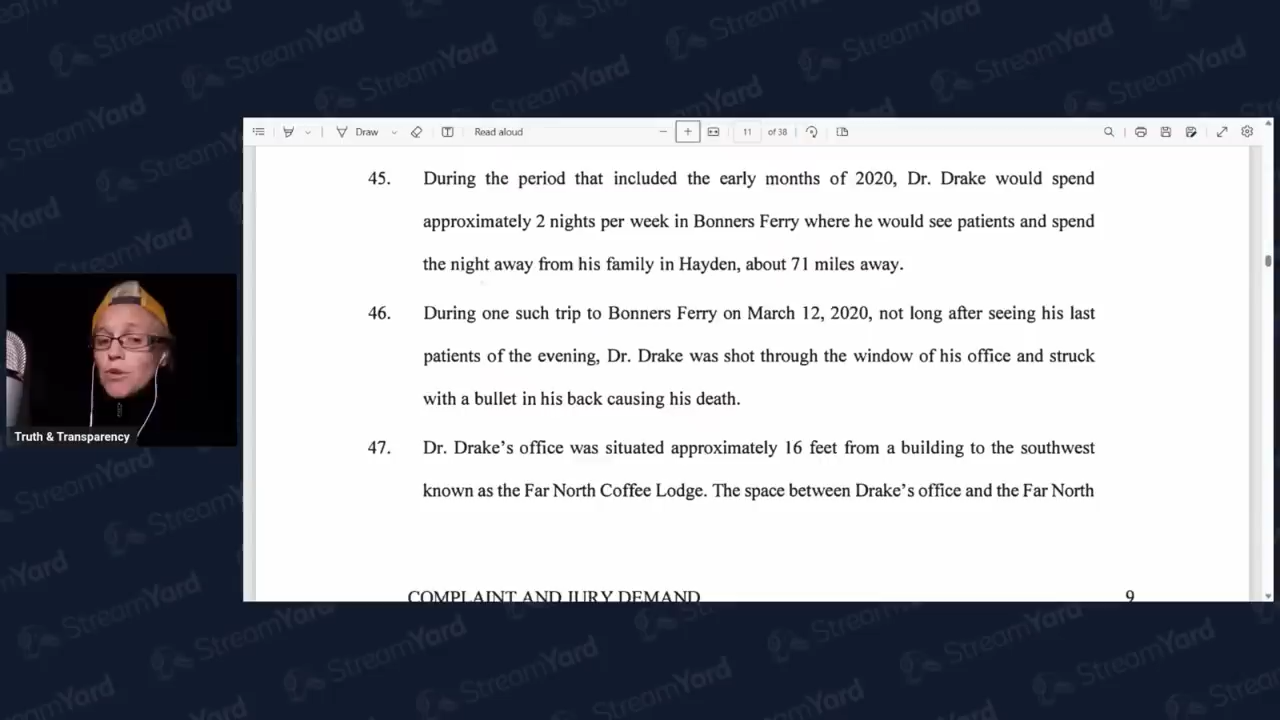 StreamYard
Draw
Read aloud
11
of 38
45. During the period that included the early months of 2020, Dr. Drake would spend
approximately 2 nights per week in Bonners Ferry where he would see patients and spend
the night away from his family in Hayden, about 71 miles away.
46. During one such trip to Bonners Ferry on March 12, 2020, not long after seeing his last
patients of the evening, Dr. Drake was shot through the window of his office and struck
with a bullet in his back causing his death.
47. Dr. Drake’s office was situated approximately 16 feet from a building to the southwest
known as the Far North Coffee Lodge. The space between Drake’s office and the Far North
COMPLAINT AND JURY DEMAND
9
Truth & Transparency